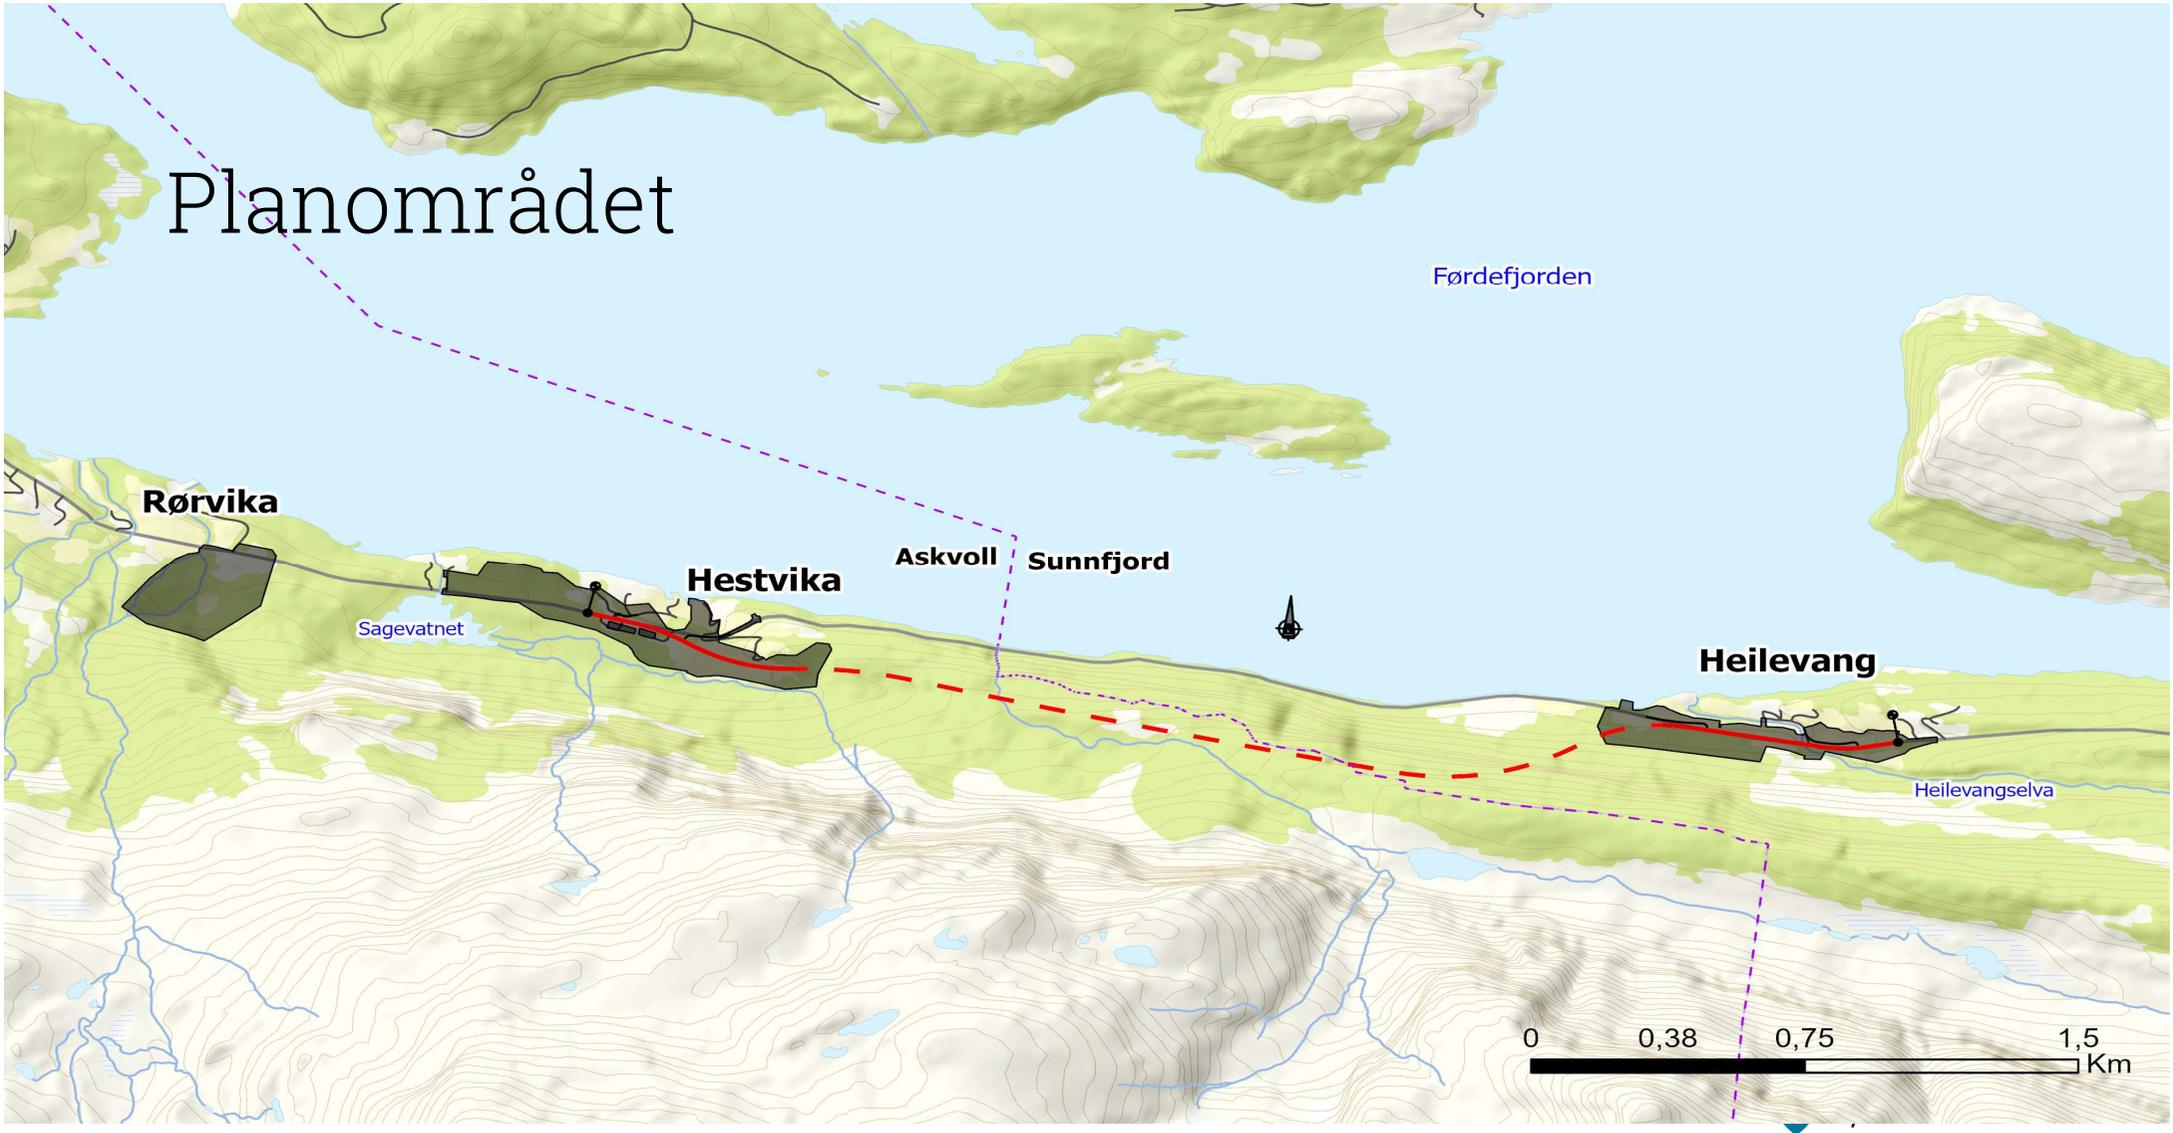 Planområdet
Førdefjorden
Rørvika
Askvoll
Sunnfjord
Hestvika
Sagevatnet
Heilevang
Heilevangselva
0 0,38 0,75 1,5
Km